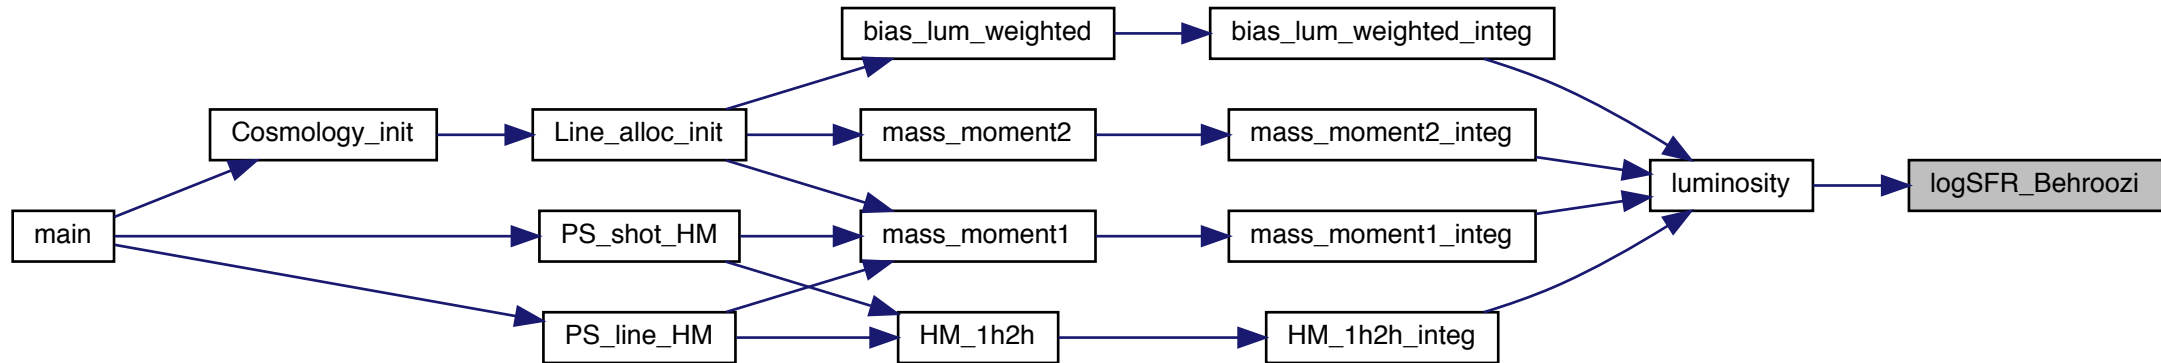 bias_lum_weighted
bias_lum_weighted_integ
Cosmology_init
Line_alloc_init
mass_moment2
mass_moment2_integ
luminosity
logSFR_Behroozi
main
PS_shot_HM
mass_moment1
mass_moment1_integ
PS_line_HM
HM_1h2h
HM_1h2h_integ